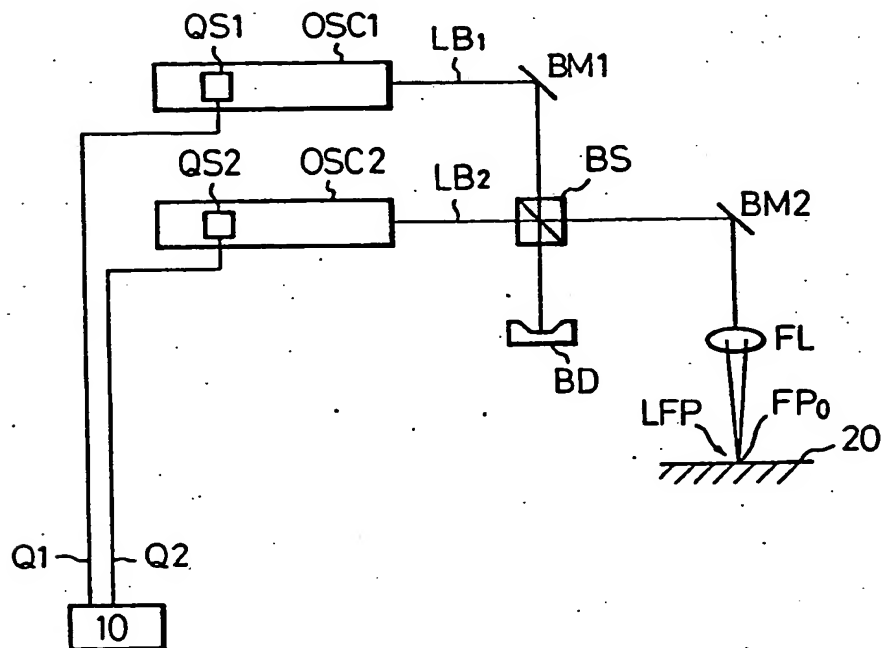 QS1 OSC1 LB₁ BM1
QS2 OSC2 LB₂ BS BM2
BD FL
LFP FP₀ 20
Q1 Q2
10